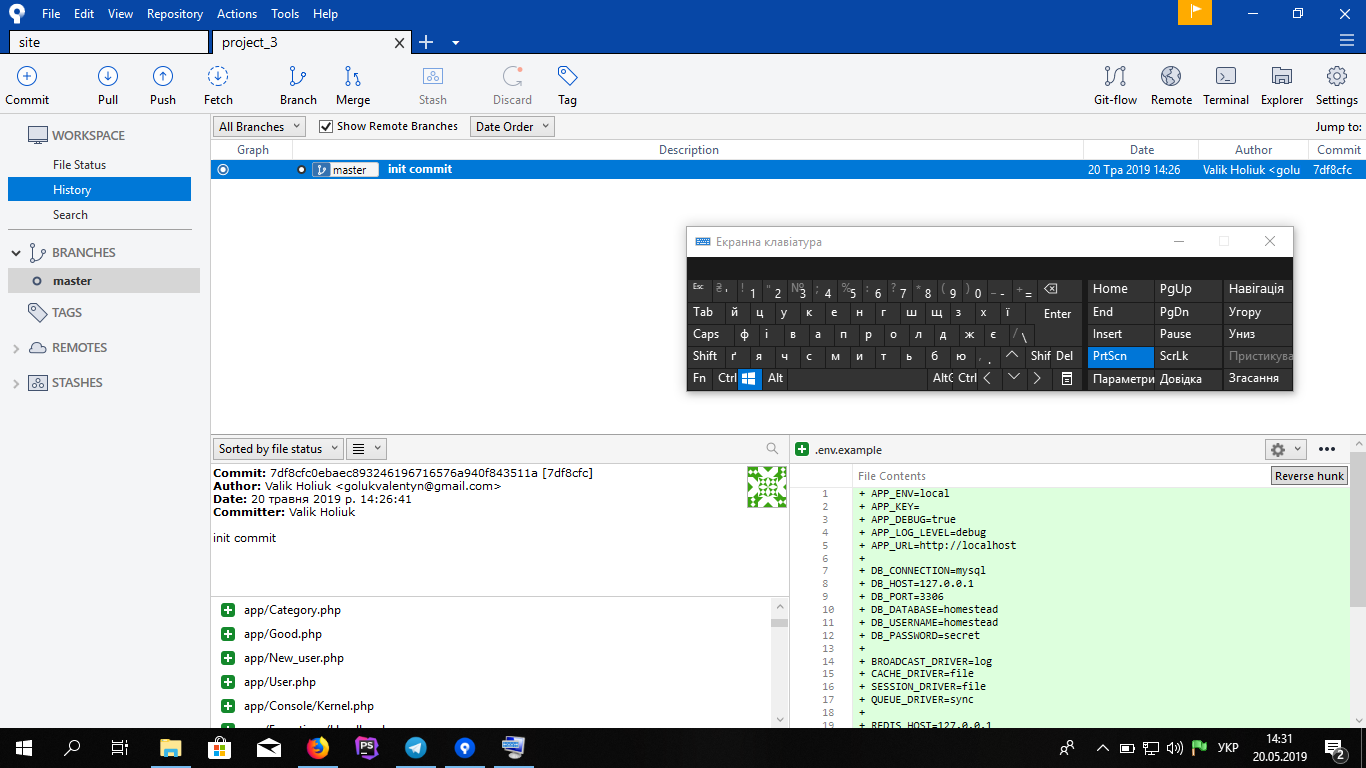 File Edit View Repository Actions Tools Help
site project_3
Commit Pull Push Fetch Branch Merge Stash Discard Tag Git-flow Remote Terminal Explorer Settings
WORKSPACE
File Status
History
Search
BRANCHES
master
TAGS
REMOTES
STASHES
All Branches Show Remote Branches Date Order Jump to:
Graph Description Date Author Commit
master init commit 20 Тра 2019 14:26 Valik Holiuk <golu 7df8cfc
Екранна клавіатура
Esc ₴ ' ! 1 " 2 № 3 ; 4 % 5 : 6 ? 7 * 8 ( 9 ) 0 _ - + = Home PgUp Навігація
Tab й ц у к е н г ш щ з х ї Enter End PgDn Угору
Caps ф і в а п р о л д ж є / \ Insert Pause Униз
Shift ґ я ч с м и т ь б ю , . Shif Del PrtScn ScrLk Пристикува
Fn Ctrl Alt AltG Ctrl Параметри Довідка Згасання
Sorted by file status
Commit: 7df8cfc0ebaec893246196716576a940f843511a [7df8cfc]
Author: Valik Holiuk <golukvalentyn@gmail.com>
Date: 20 травня 2019 р. 14:26:41
Committer: Valik Holiuk
init commit
app/Category.php
app/Good.php
app/New_user.php
app/User.php
app/Console/Kernel.php
.env.example
File Contents Reverse hunk
1 + APP_ENV=local
2 + APP_KEY=
3 + APP_DEBUG=true
4 + APP_LOG_LEVEL=debug
5 + APP_URL=http://localhost
6 +
7 + DB_CONNECTION=mysql
8 + DB_HOST=127.0.0.1
9 + DB_PORT=3306
10 + DB_DATABASE=homestead
11 + DB_USERNAME=homestead
12 + DB_PASSWORD=secret
13 +
14 + BROADCAST_DRIVER=log
15 + CACHE_DRIVER=file
16 + SESSION_DRIVER=file
17 + QUEUE_DRIVER=sync
18 +
19 + REDIS_HOST=127.0.0.1
PS
УКР
14:31
20.05.2019
2